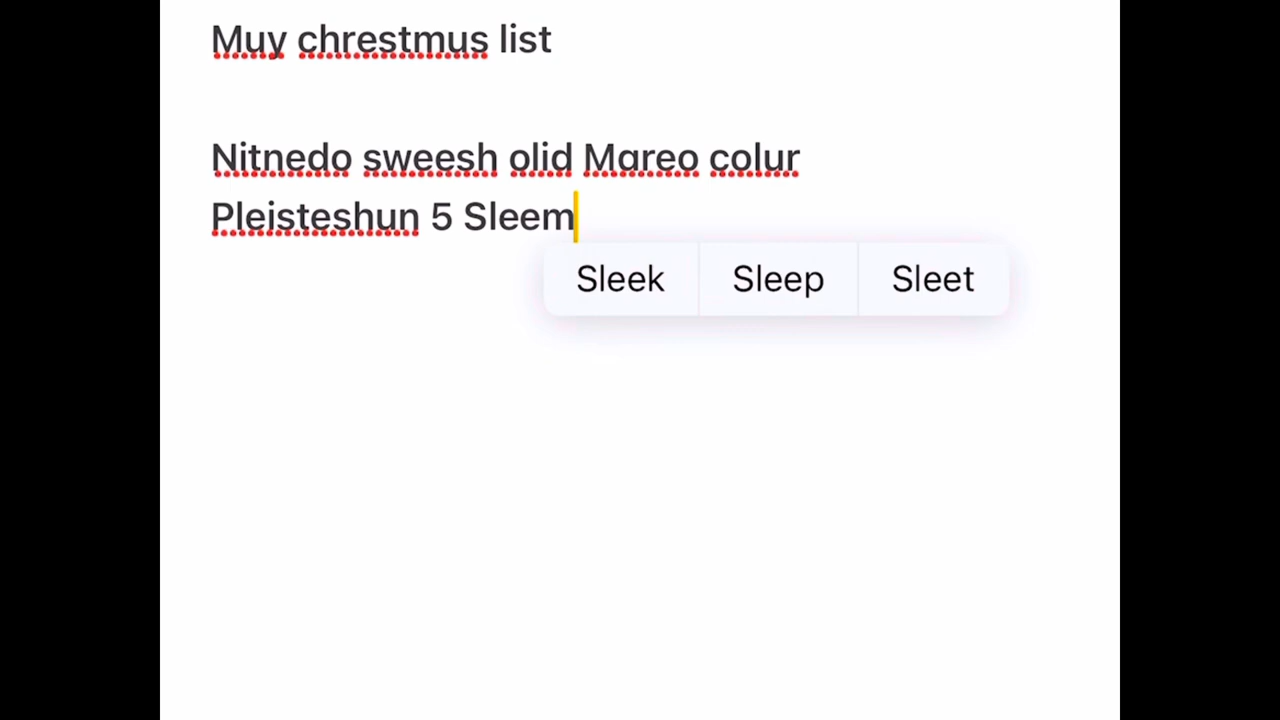 Muy chrestmus list
Nitnedo sweesh olid Mareo colur
Pleisteshun 5 Sleem
Sleek Sleep Sleet